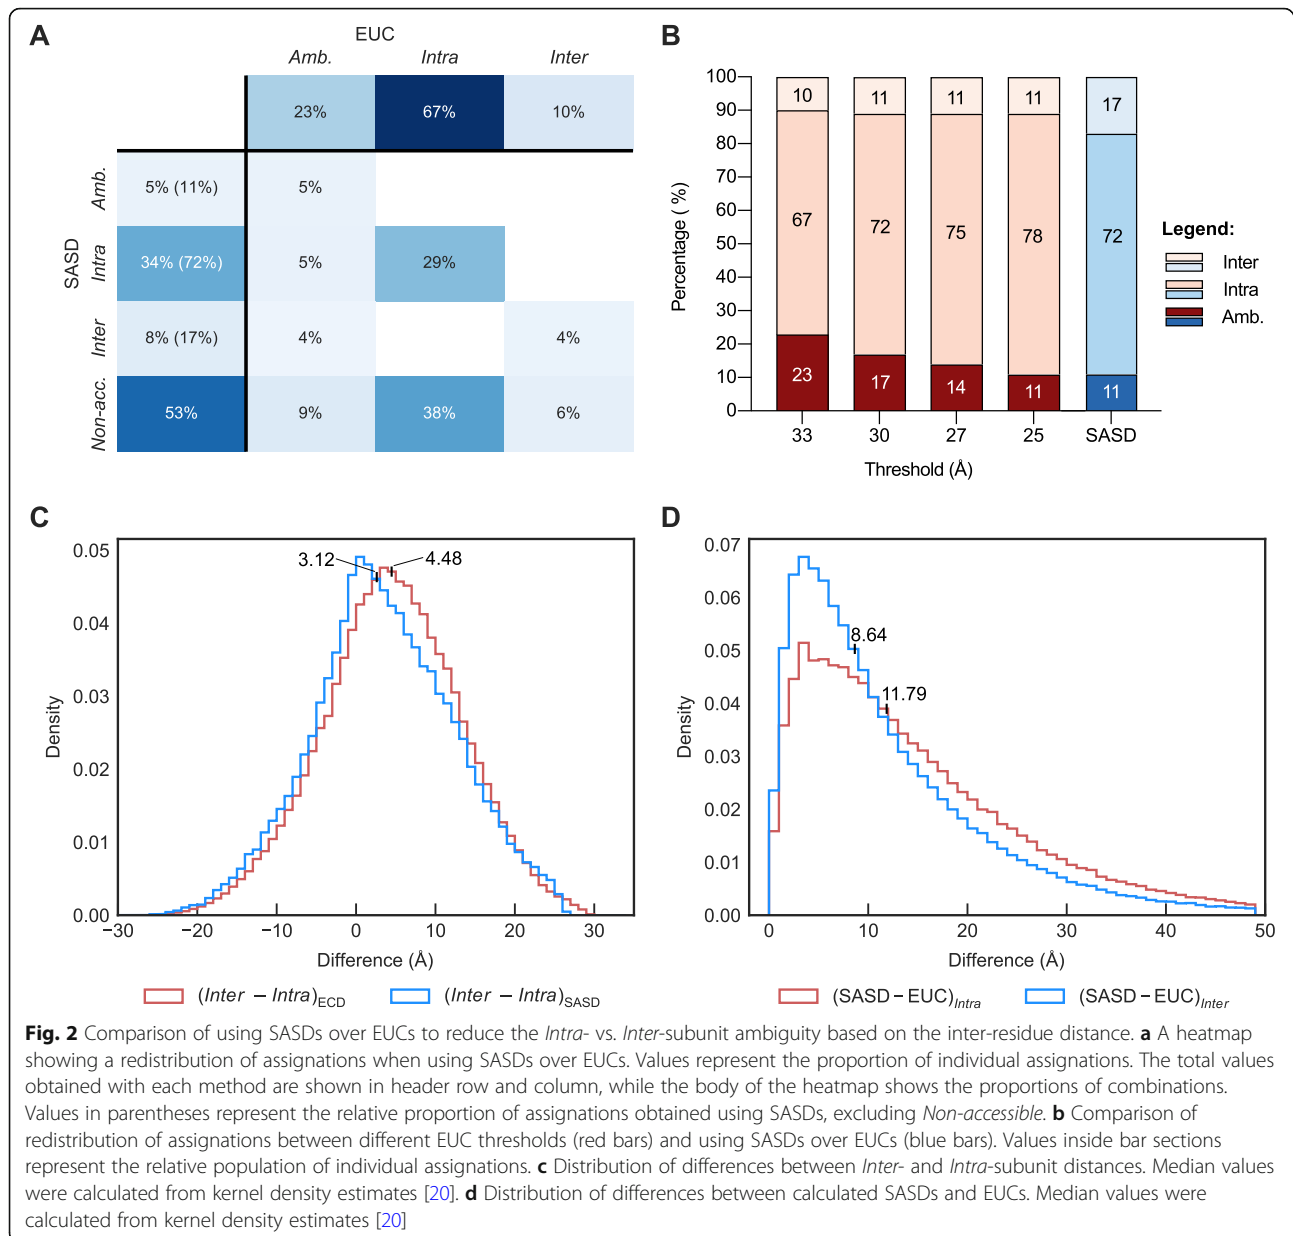 A
EUC
Amb. Intra Inter
23% 67% 10%
SASD
Amb. 5% (11%) 5%
Intra 34% (72%) 5% 29%
Inter 8% (17%) 4% 4%
Non-acc. 53% 9% 38% 6%
B
Percentage ( %)
100
90
80
70
60
50
40
30
20
10
0
10 11 11 11 17
67 72 75 78 72
23 17 14 11 11
33 30 27 25 SASD
Threshold (Å)
Legend:
Inter
Intra
Amb.
C
Density
0.05
0.04
0.03
0.02
0.01
0.00
3.12 4.48
−30 −20 −10 0 10 20 30
Difference (Å)
(Inter − Intra)ECD (Inter − Intra)SASD
D
Density
0.07
0.06
0.05
0.04
0.03
0.02
0.01
0.00
8.64
11.79
0 10 20 30 40 50
Difference (Å)
(SASD − EUC)Intra (SASD − EUC)Inter
Fig. 2 Comparison of using SASDs over EUCs to reduce the Intra- vs. Inter-subunit ambiguity based on the inter-residue distance. a A heatmap
showing a redistribution of assignations when using SASDs over EUCs. Values represent the proportion of individual assignations. The total values
obtained with each method are shown in header row and column, while the body of the heatmap shows the proportions of combinations.
Values in parentheses represent the relative proportion of assignations obtained using SASDs, excluding Non-accessible. b Comparison of
redistribution of assignations between different EUC thresholds (red bars) and using SASDs over EUCs (blue bars). Values inside bar sections
represent the relative population of individual assignations. c Distribution of differences between Inter- and Intra-subunit distances. Median values
were calculated from kernel density estimates [20]. d Distribution of differences between calculated SASDs and EUCs. Median values were
calculated from kernel density estimates [20]